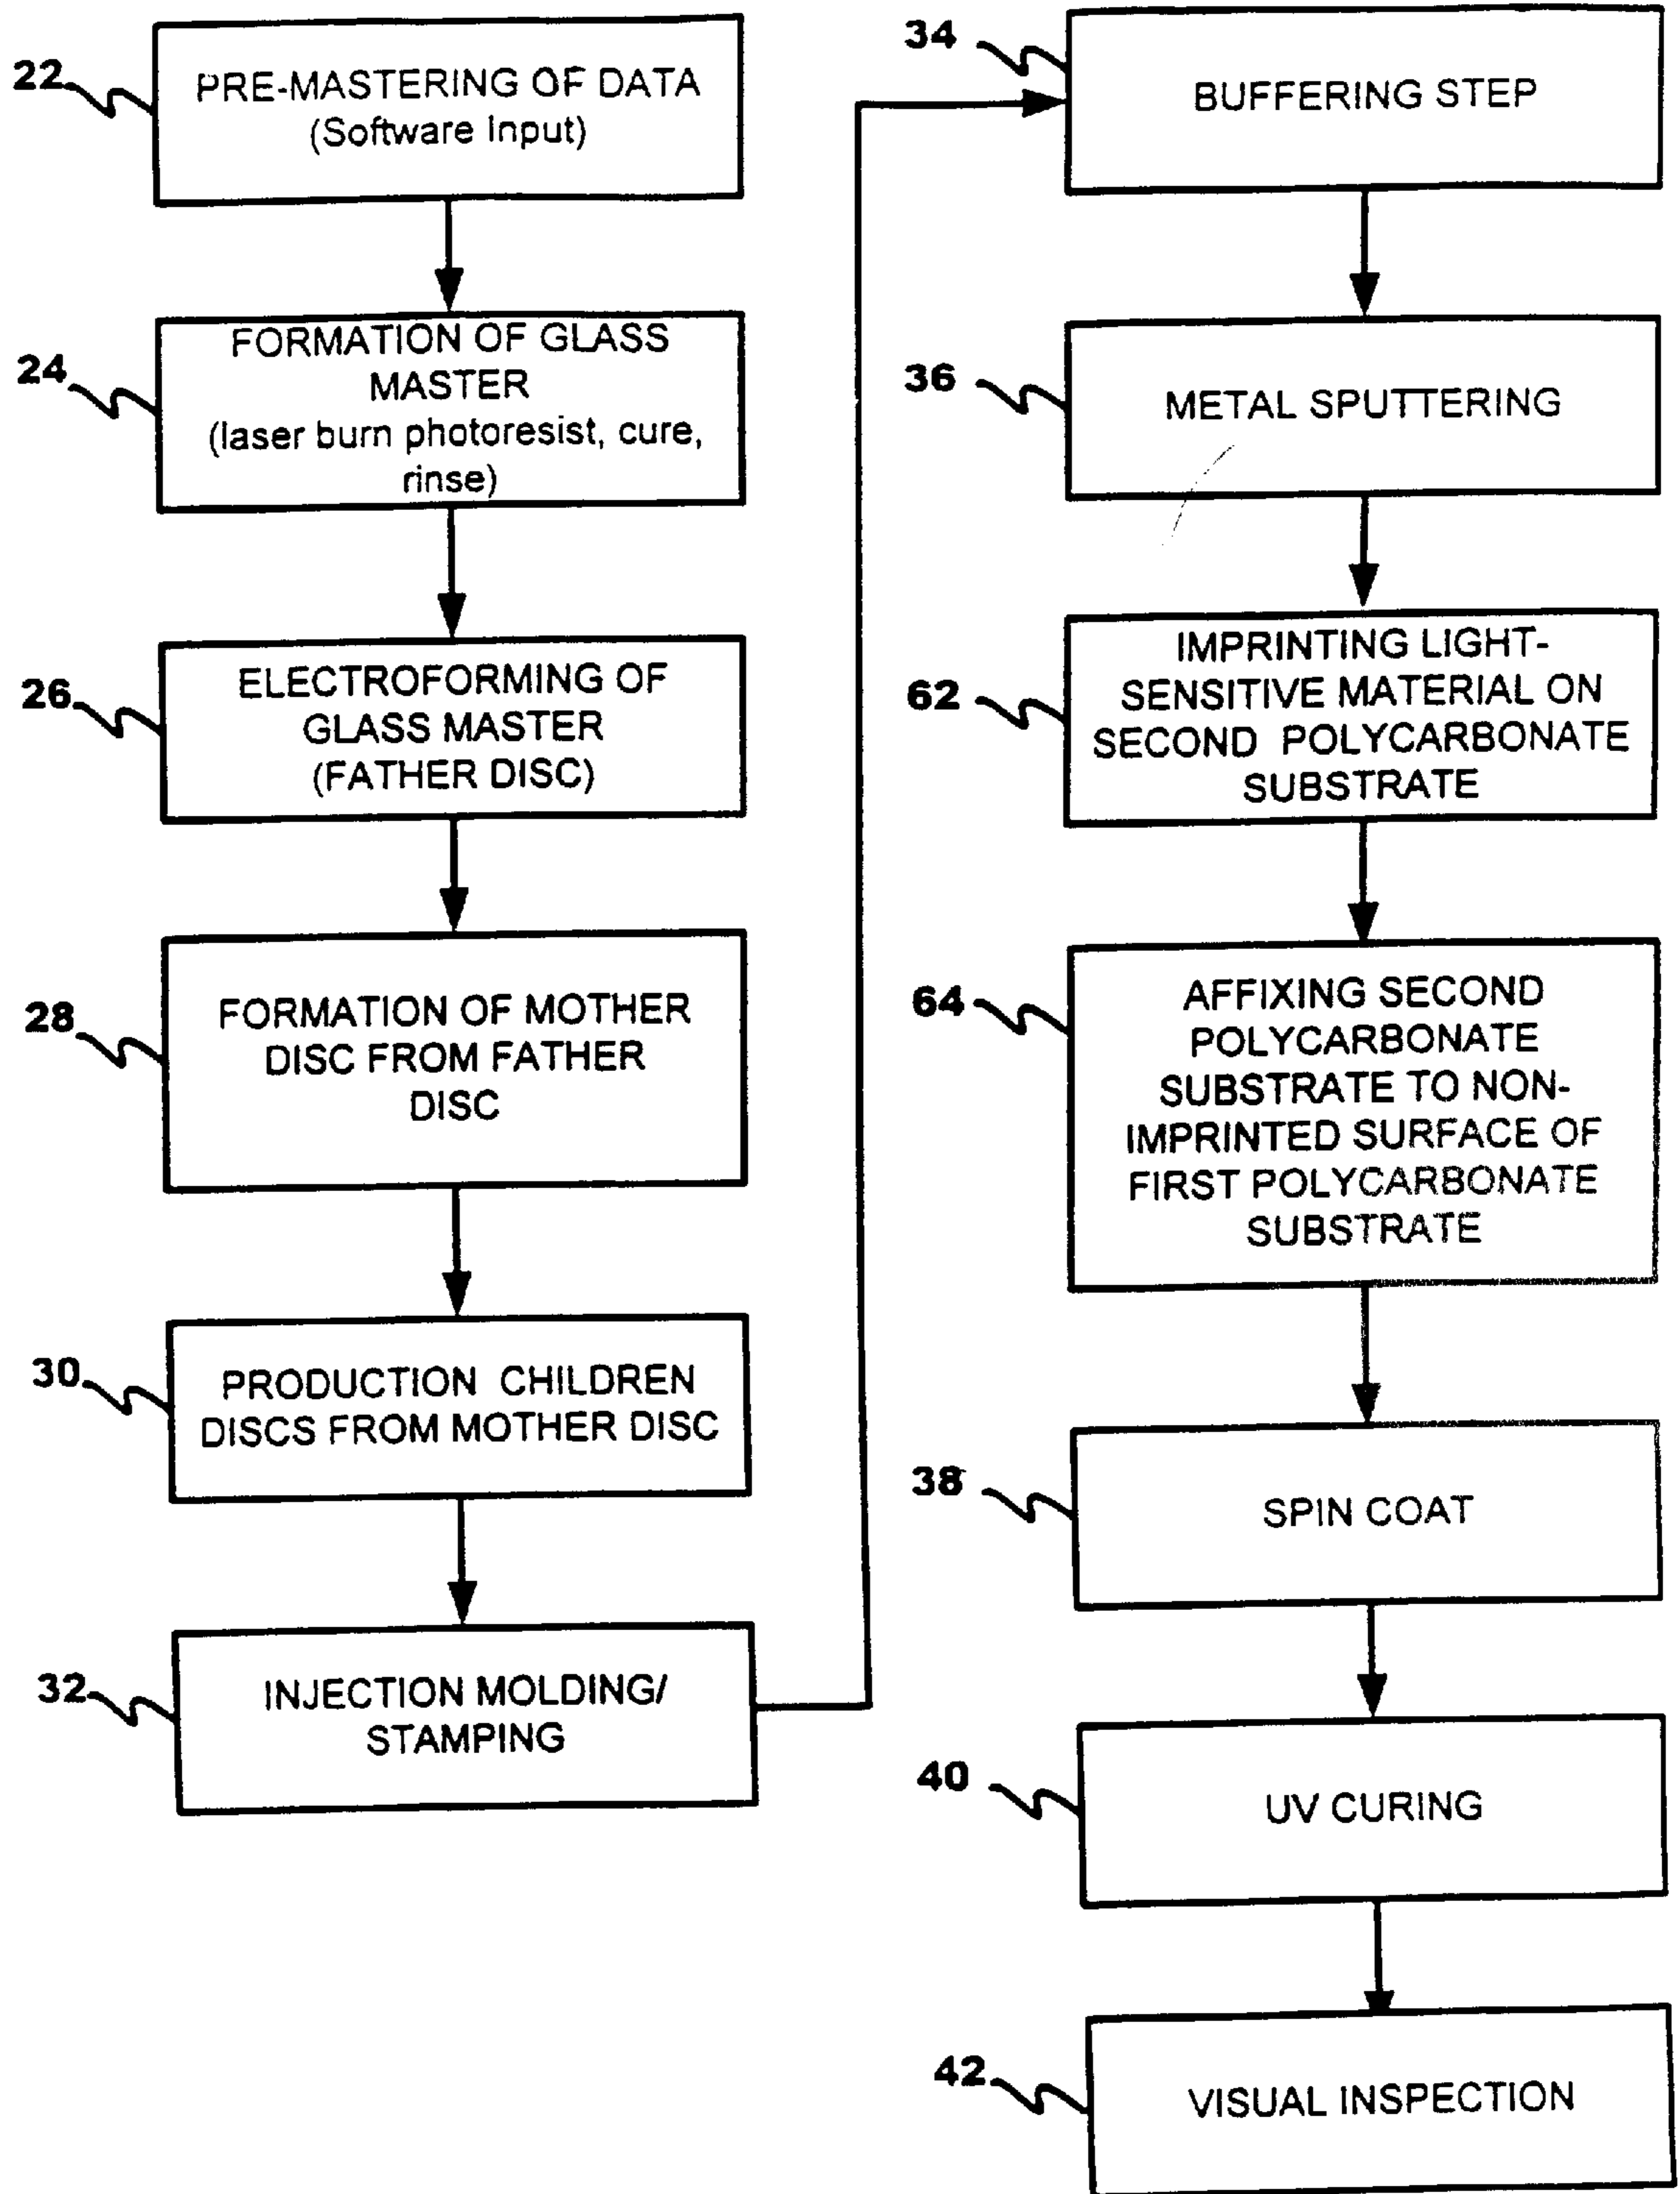 22
PRE-MASTERING OF DATA
(Software Input)
24
FORMATION OF GLASS
MASTER
(laser burn photoresist, cure,
rinse)
26
ELECTROFORMING OF
GLASS MASTER
(FATHER DISC)
28
FORMATION OF MOTHER
DISC FROM FATHER
DISC
30
PRODUCTION CHILDREN
DISCS FROM MOTHER DISC
32
INJECTION MOLDING/
STAMPING
34
BUFFERING STEP
36
METAL SPUTTERING
62
IMPRINTING LIGHT-
SENSITIVE MATERIAL ON
SECOND POLYCARBONATE
SUBSTRATE
64
AFFIXING SECOND
POLYCARBONATE
SUBSTRATE TO NON-
IMPRINTED SURFACE OF
FIRST POLYCARBONATE
SUBSTRATE
38
SPIN COAT
40
UV CURING
42
VISUAL INSPECTION